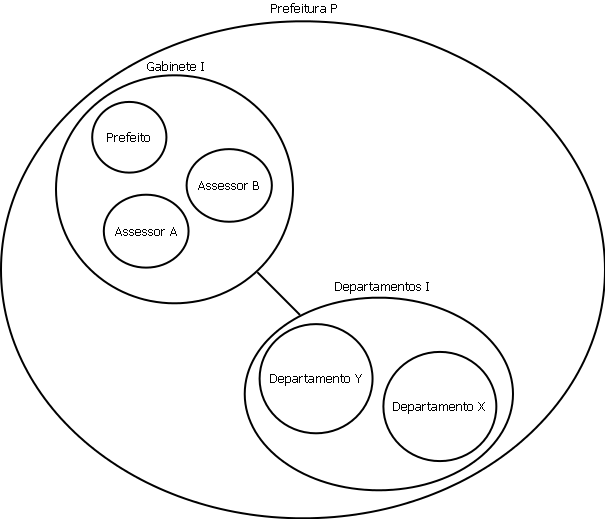 Prefeitura P
Gabinete I
Prefeito
Assessor B
Assessor A
Departamentos I
Departamento Y
Departamento X